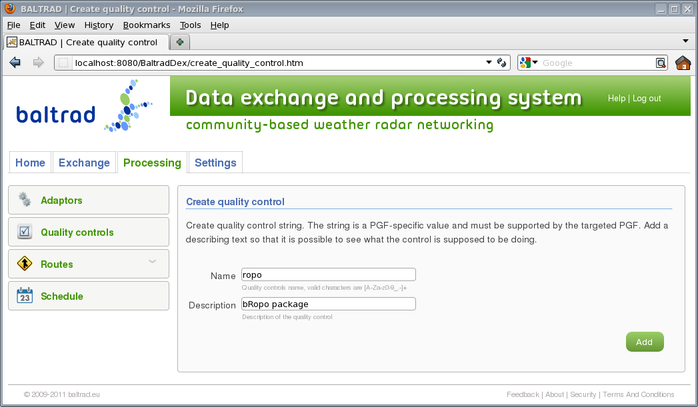 BALTRAD | Create quality control - Mozilla Firefox
File Edit View History Bookmarks Tools Help
BALTRAD | Create quality control
localhost:8080/BaltradDex/create_quality_control.htm
Google
baltrad
Data exchange and processing system
Help | Log out
community-based weather radar networking
Home Exchange Processing Settings
Adaptors
Quality controls
Routes
23 Schedule
Create quality control
Create quality control string. The string is a PGF-specific value and must be supported by the targeted PGF. Add a
describing text so that it is possible to see what the control is supposed to be doing.
Name ropo
Quality controls name, valid characters are [A-Za-z0-9_.-]+
Description bRopo package
Description of the quality control
Add
© 2009-2011 baltrad.eu
Feedback | About | Security | Terms And Conditions